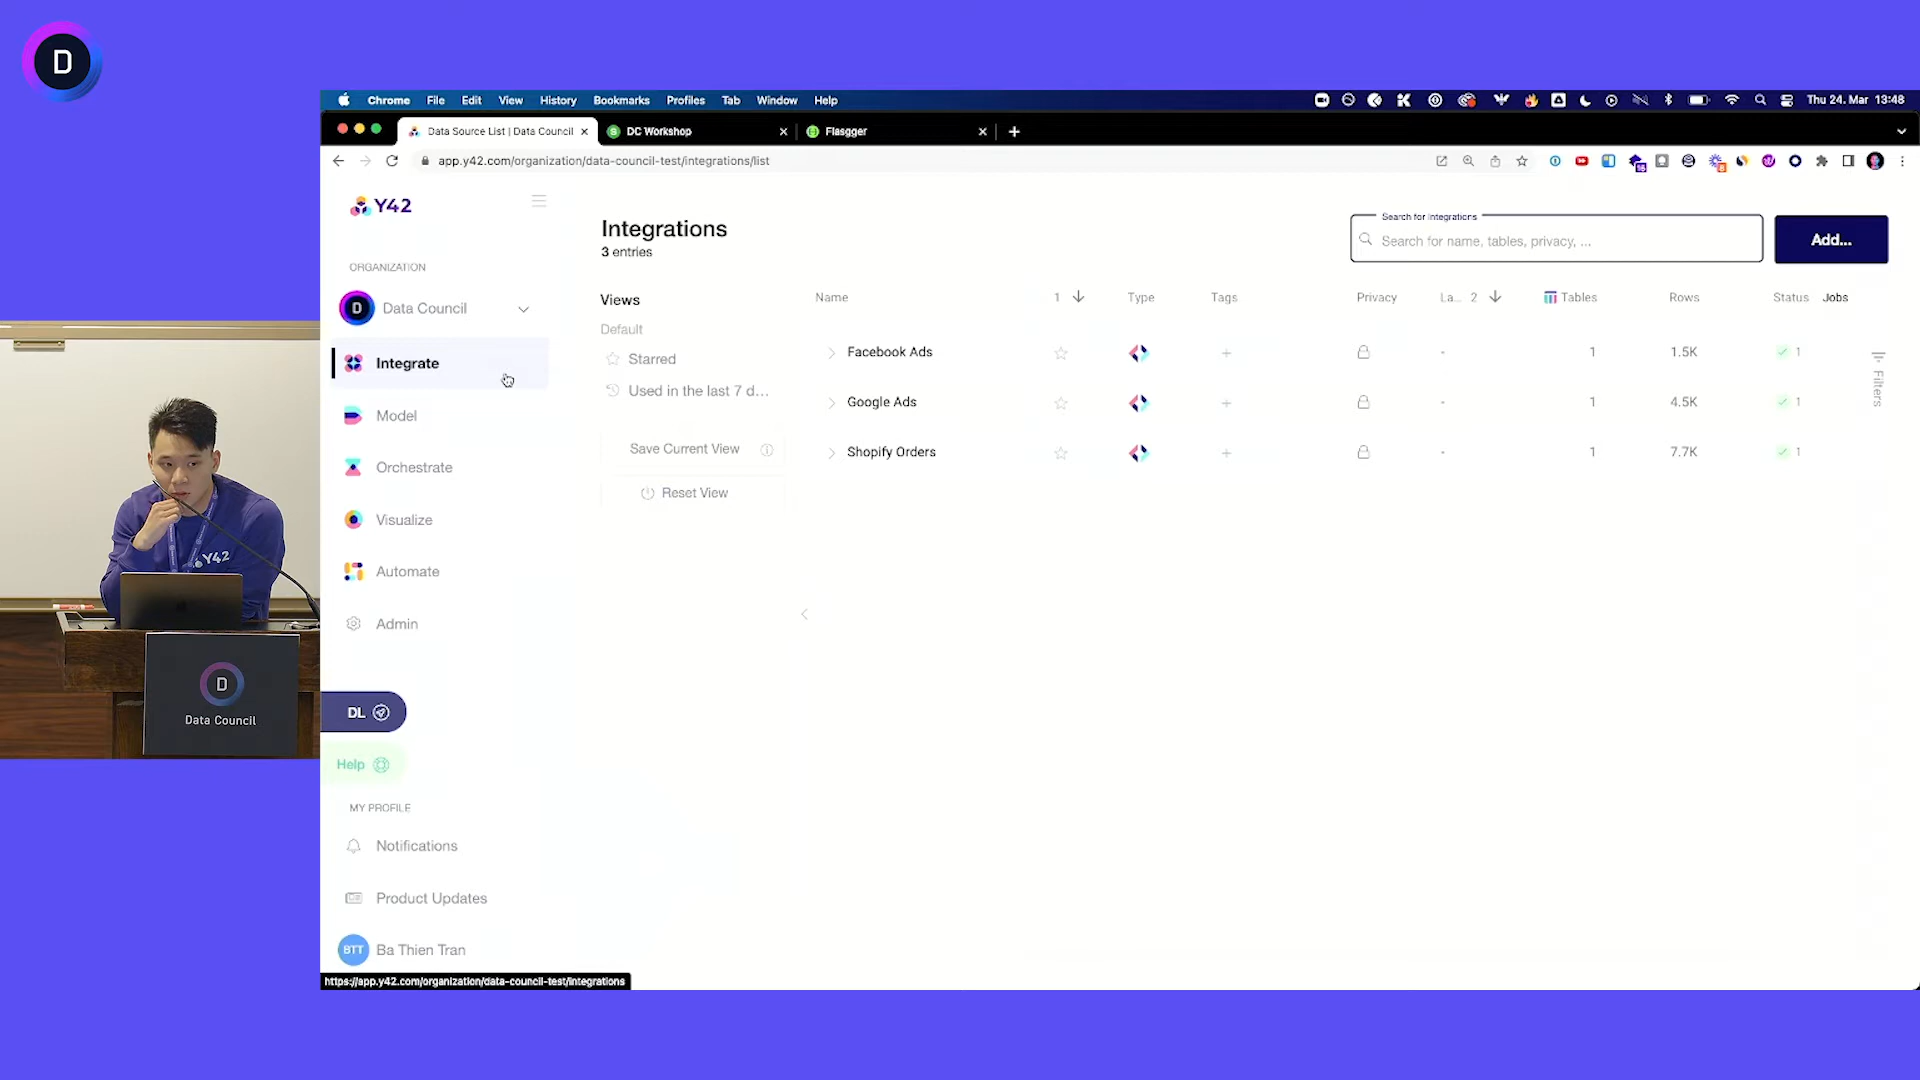 D
Chrome File Edit View History Bookmarks Profiles Tab Window Help
Thu 24. Mar 13:48
Data Source List | Data Council
DC Workshop
Flasgger
app.y42.com/organization/data-council-test/integrations/list
Y42
ORGANIZATION
D Data Council
Integrate
Model
Orchestrate
Visualize
Automate
Admin
DL
Help
MY PROFILE
Notifications
Product Updates
BTT Ba Thien Tran
https://app.y42.com/organization/data-council-test/integrations
Integrations
3 entries
Search for integrations
Search for name, tables, privacy, ...
Add...
Views
Default
Starred
Used in the last 7 d...
Save Current View
Reset View
Name 1 Type Tags Privacy La... 2 Tables Rows Status Jobs
Facebook Ads + - 1 1.5K 1
Google Ads + - 1 4.5K 1
Shopify Orders + - 1 7.7K 1
Filters
Y42
D
Data Council